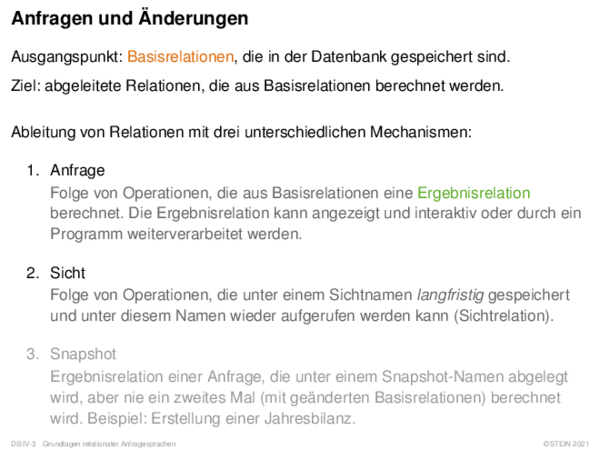 Anfragen und Änderungen
Ausgangspunkt: Basisrelationen, die in der Datenbank gespeichert sind.
Ziel: abgeleitete Relationen, die aus Basisrelationen berechnet werden.
Ableitung von Relationen mit drei unterschiedlichen Mechanismen:
1. Anfrage
Folge von Operationen, die aus Basisrelationen eine Ergebnisrelation
berechnet. Die Ergebnisrelation kann angezeigt und interaktiv oder durch ein
Programm weiterverarbeitet werden.
2. Sicht
Folge von Operationen, die unter einem Sichtnamen langfristig gespeichert
und unter diesem Namen wieder aufgerufen werden kann (Sichtrelation).
3. Snapshot
Ergebnisrelation einer Anfrage, die unter einem Snapshot-Namen abgelegt
wird, aber nie ein zweites Mal (mit geänderten Basisrelationen) berechnet
wird. Beispiel: Erstellung einer Jahresbilanz.
DB:IV-3 Grundlagen relationaler Anfragesprachen ©STEIN 2021